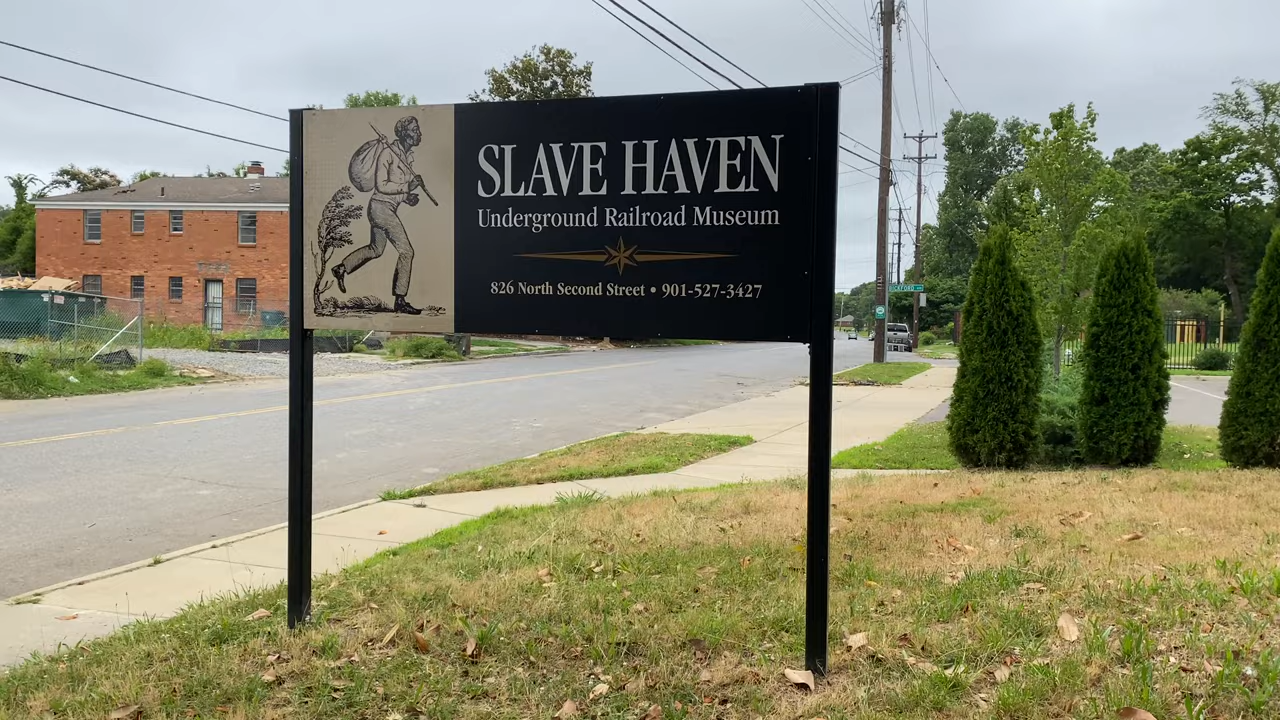 SLAVE HAVEN
Underground Railroad Museum
826 North Second Street • 901-527-3427